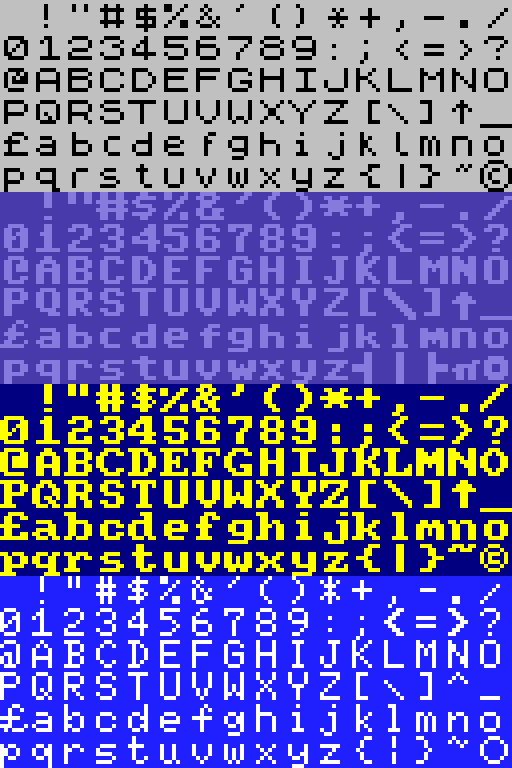 !"#$%&'()*+,-./
0123456789:;<=>?
@ABCDEFGHIJKLMNO
PQRSTUVWXYZ[\]↑_
£abcdefghijklmno
pqrstuvwxyz{|}~©
!"#$%&'()*+,-./
0123456789:;<=>?
@ABCDEFGHIJKLMNO
PQRSTUVWXYZ[\]↑_
£abcdefghijklmno
pqrstuvwxyz┤|├π
!"#$%&'()*+,-./
0123456789:;<=>?
@ABCDEFGHIJKLMNO
PQRSTUVWXYZ[\]↑_
£abcdefghijklmno
pqrstuvwxyz{|}~©
!"#$%&'()*+,-./
0123456789:;<=>?
@ABCDEFGHIJKLMNO
PQRSTUVWXYZ[\]^_
£abcdefghijklmno
pqrstuvwxyz{|}~○